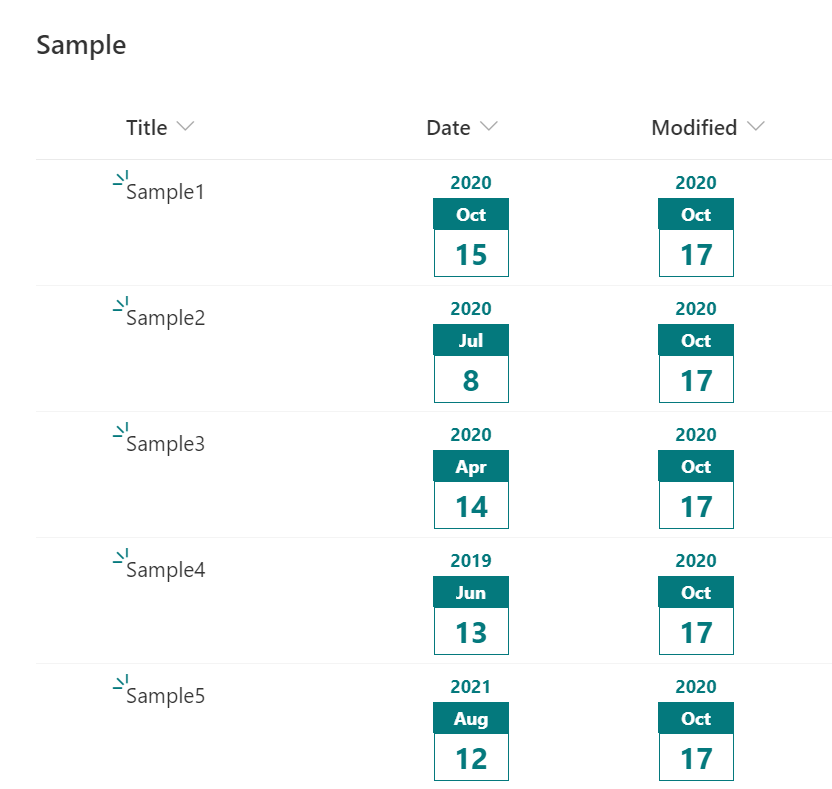 Sample
Title Date Modified
2020 2020
Sample1
Oct Oct
15 17
2020 2020
Sample2
Jul Oct
8 17
2020 2020
Sample3
Apr Oct
14 17
2019 2020
Sample4
Jun Oct
13 17
2021 2020
Sample5
Aug Oct
12 17